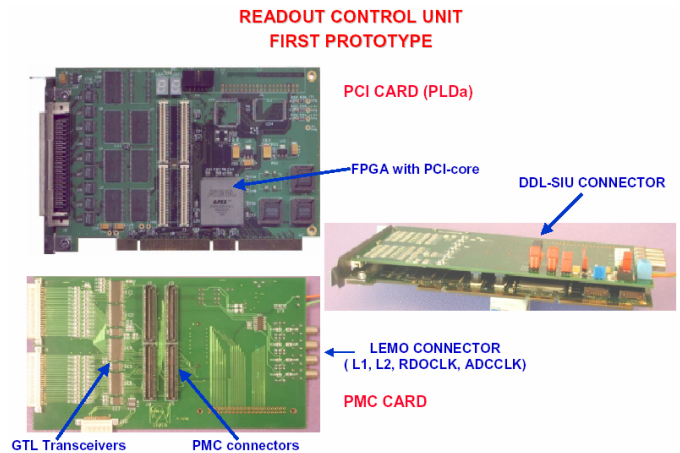 READOUT CONTROL UNIT
FIRST PROTOTYPE
PCI CARD (PLDa)
FPGA with PCI-core
DDL-SIU CONNECTOR
LEMO CONNECTOR
( L1, L2, RDOCLK, ADCCLK)
PMC CARD
GTL Transceivers
PMC connectors